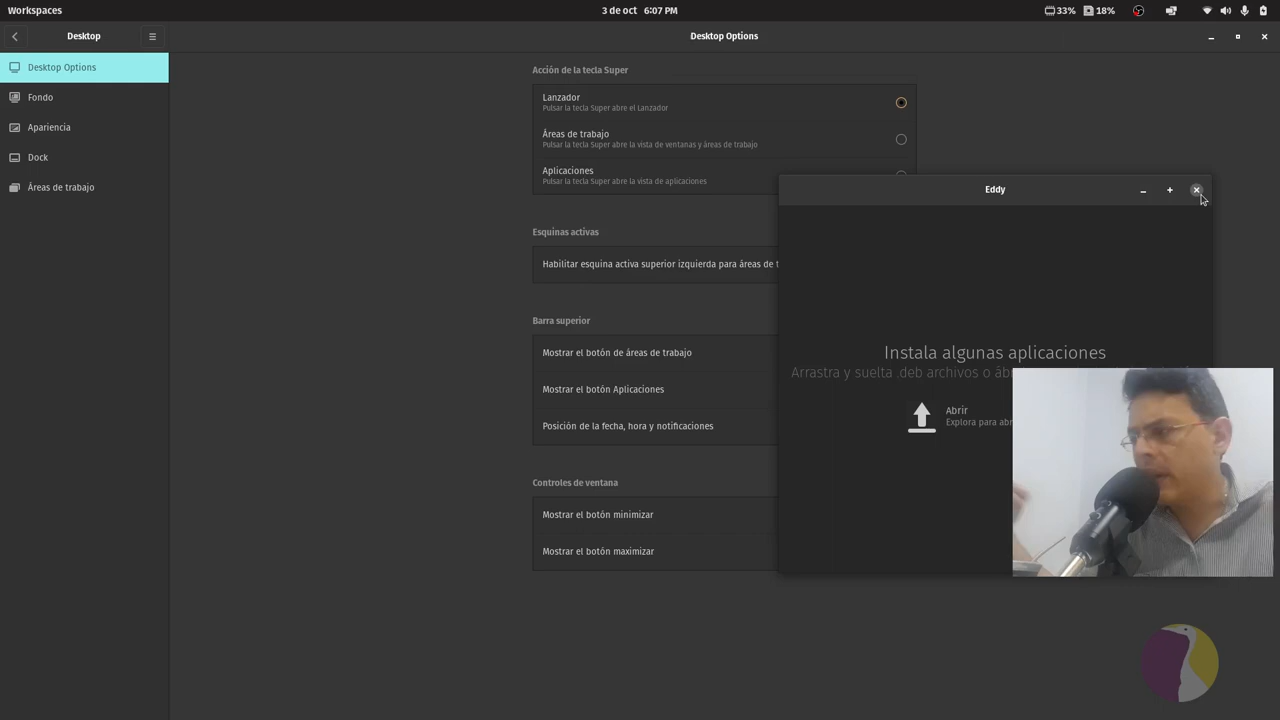 Workspaces
3 de oct 6:07 PM
33%
18%
Desktop
Desktop Options
Desktop Options
Fondo
Apariencia
Dock
Áreas de trabajo
Acción de la tecla Super
Lanzador
Pulsar la tecla Super abre el Lanzador
Áreas de trabajo
Pulsar la tecla Super abre la vista de ventanas y áreas de trabajo
Aplicaciones
Pulsar la tecla Super abre la vista de aplicaciones
Esquinas activas
Habilitar esquina activa superior izquierda para áreas de t
Barra superior
Mostrar el botón de áreas de trabajo
Mostrar el botón Aplicaciones
Posición de la fecha, hora y notificaciones
Controles de ventana
Mostrar el botón minimizar
Mostrar el botón maximizar
Eddy
Instala algunas aplicaciones
Arrastra y suelta .deb archivos o
Abrir
Explora para